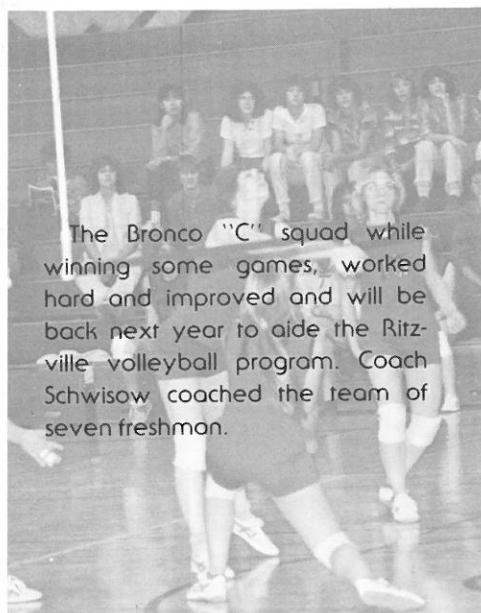 The Bronco "C" squad while
winning some games, worked
hard and improved and will be
back next year to aide the Ritz-
ville volleyball program. Coach
Schwisow coached the team of
seven freshman.